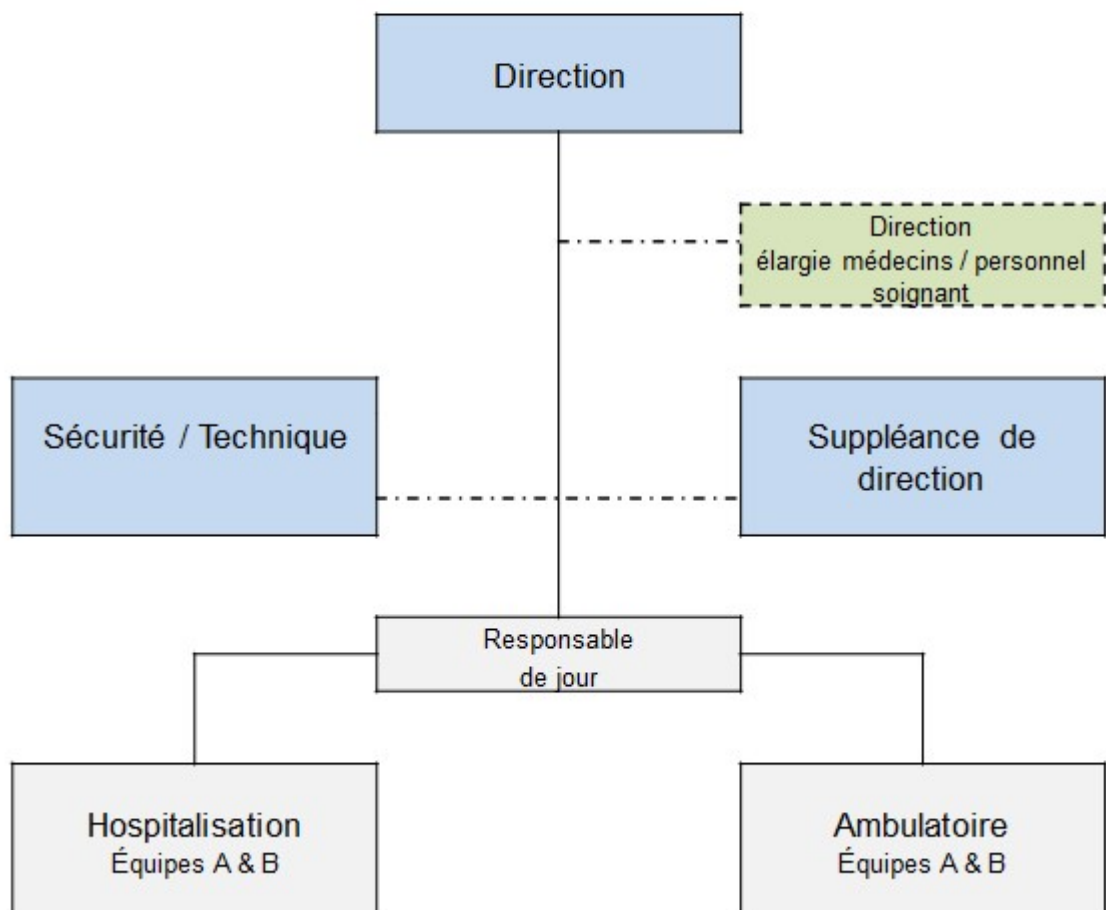 Direction
Direction
élargie médecins / personnel
soignant
Sécurité / Technique
Suppléance de
direction
Responsable
de jour
Hospitalisation
Équipes A & B
Ambulatoire
Équipes A & B